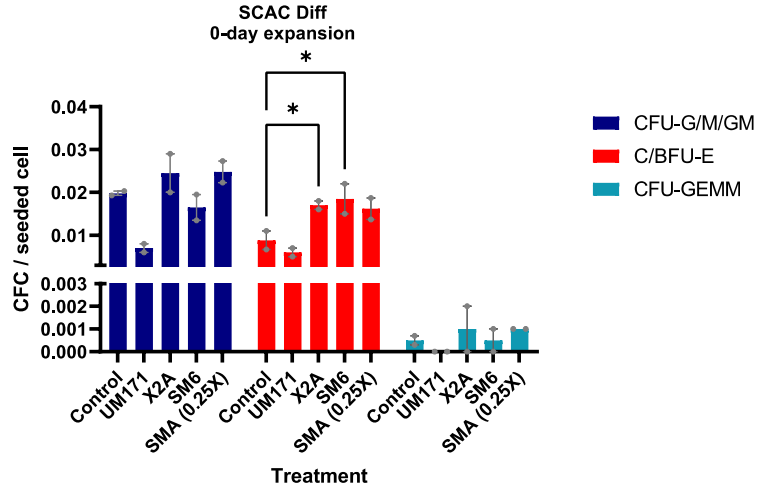 SCAC Diff
0-day expansion
*
*
0.04
0.03
0.02
0.01
0.003
0.002
0.001
0.000
CFC / seeded cell
CFU-G/M/GM
C/BFU-E
CFU-GEMM
Control
UM171
X2A
SM6
SMA (0.25X)
Control
UM171
X2A
SM6
SMA (0.25X)
Control
UM171
X2A
SM6
SMA (0.25X)
Treatment